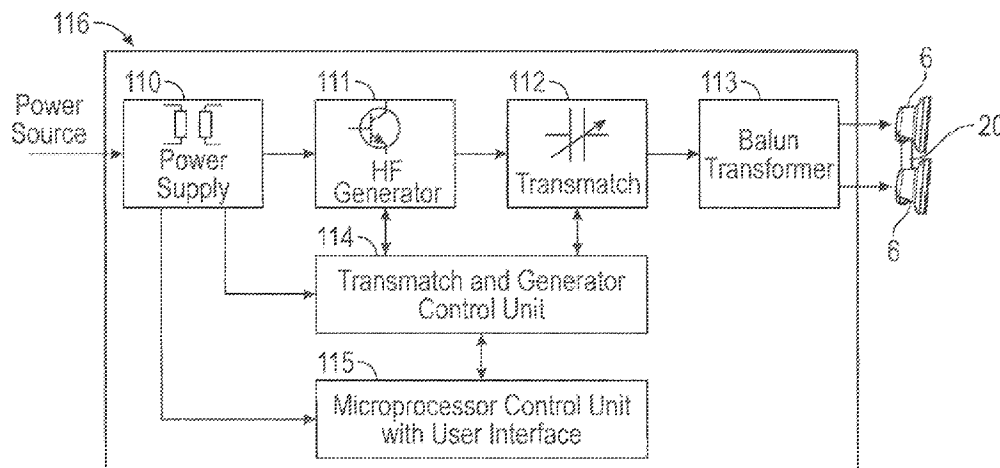 116
Power
Source
110
Power
Supply
111
HF
Generator
112
Transmatch
113
Balun
Transformer
6
20
6
114
Transmatch and Generator
Control Unit
115
Microprocessor Control Unit
with User Interface